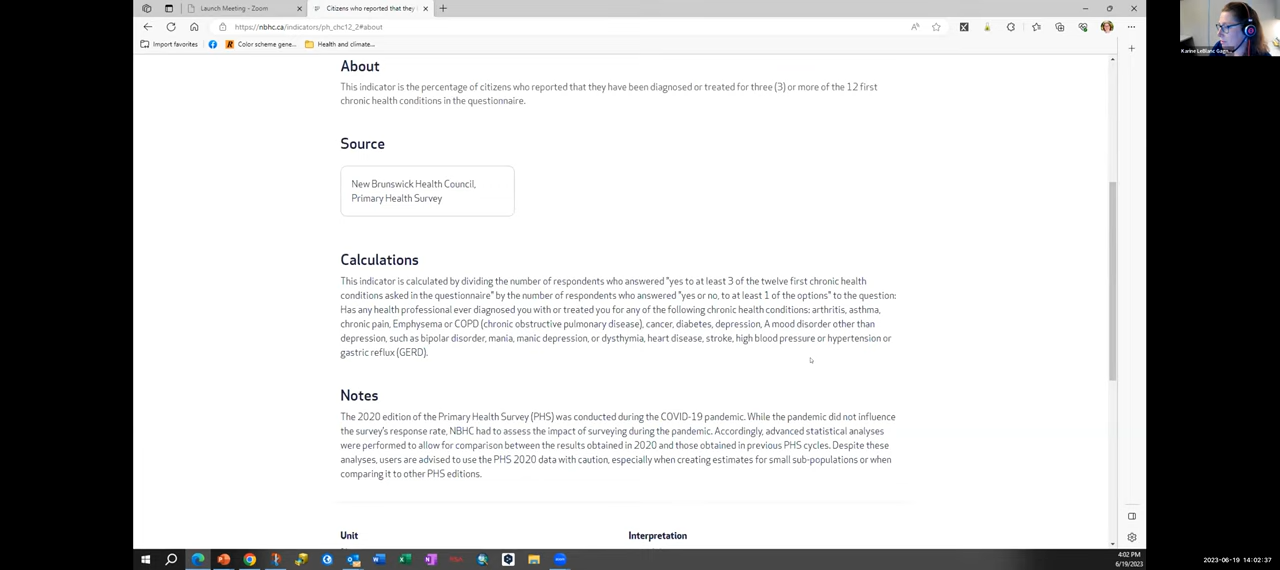 Launch Meeting - Zoom
Citizens who reported that they
https://nbhc.ca/indicators/ph_chc12_2#about
Import favorites
Color scheme gene...
Health and climate...
Karine LeBlanc Gagn...
About
This indicator is the percentage of citizens who reported that they have been diagnosed or treated for three (3) or more of the 12 first
chronic health conditions in the questionnaire.
Source
New Brunswick Health Council,
Primary Health Survey
Calculations
This indicator is calculated by dividing the number of respondents who answered "yes to at least 3 of the twelve first chronic health
conditions asked in the questionnaire" by the number of respondents who answered "yes or no, to at least 1 of the options" to the question:
Has any health professional ever diagnosed you with or treated you for any of the following chronic health conditions: arthritis, asthma,
chronic pain, Emphysema or COPD (chronic obstructive pulmonary disease), cancer, diabetes, depression, A mood disorder other than
depression, such as bipolar disorder, mania, manic depression, or dysthymia, heart disease, stroke, high blood pressure or hypertension or
gastric reflux (GERD).
Notes
The 2020 edition of the Primary Health Survey (PHS) was conducted during the COVID-19 pandemic. While the pandemic did not influence
the survey's response rate, NBHC had to assess the impact of surveying during the pandemic. Accordingly, advanced statistical analyses
were performed to allow for comparison between the results obtained in 2020 and those obtained in previous PHS cycles. Despite these
analyses, users are advised to use the PHS 2020 data with caution, especially when creating estimates for small sub-populations or when
comparing it to other PHS editions.
Unit
Interpretation
4:02 PM
6/19/2023
2023-06-19 14:02:37